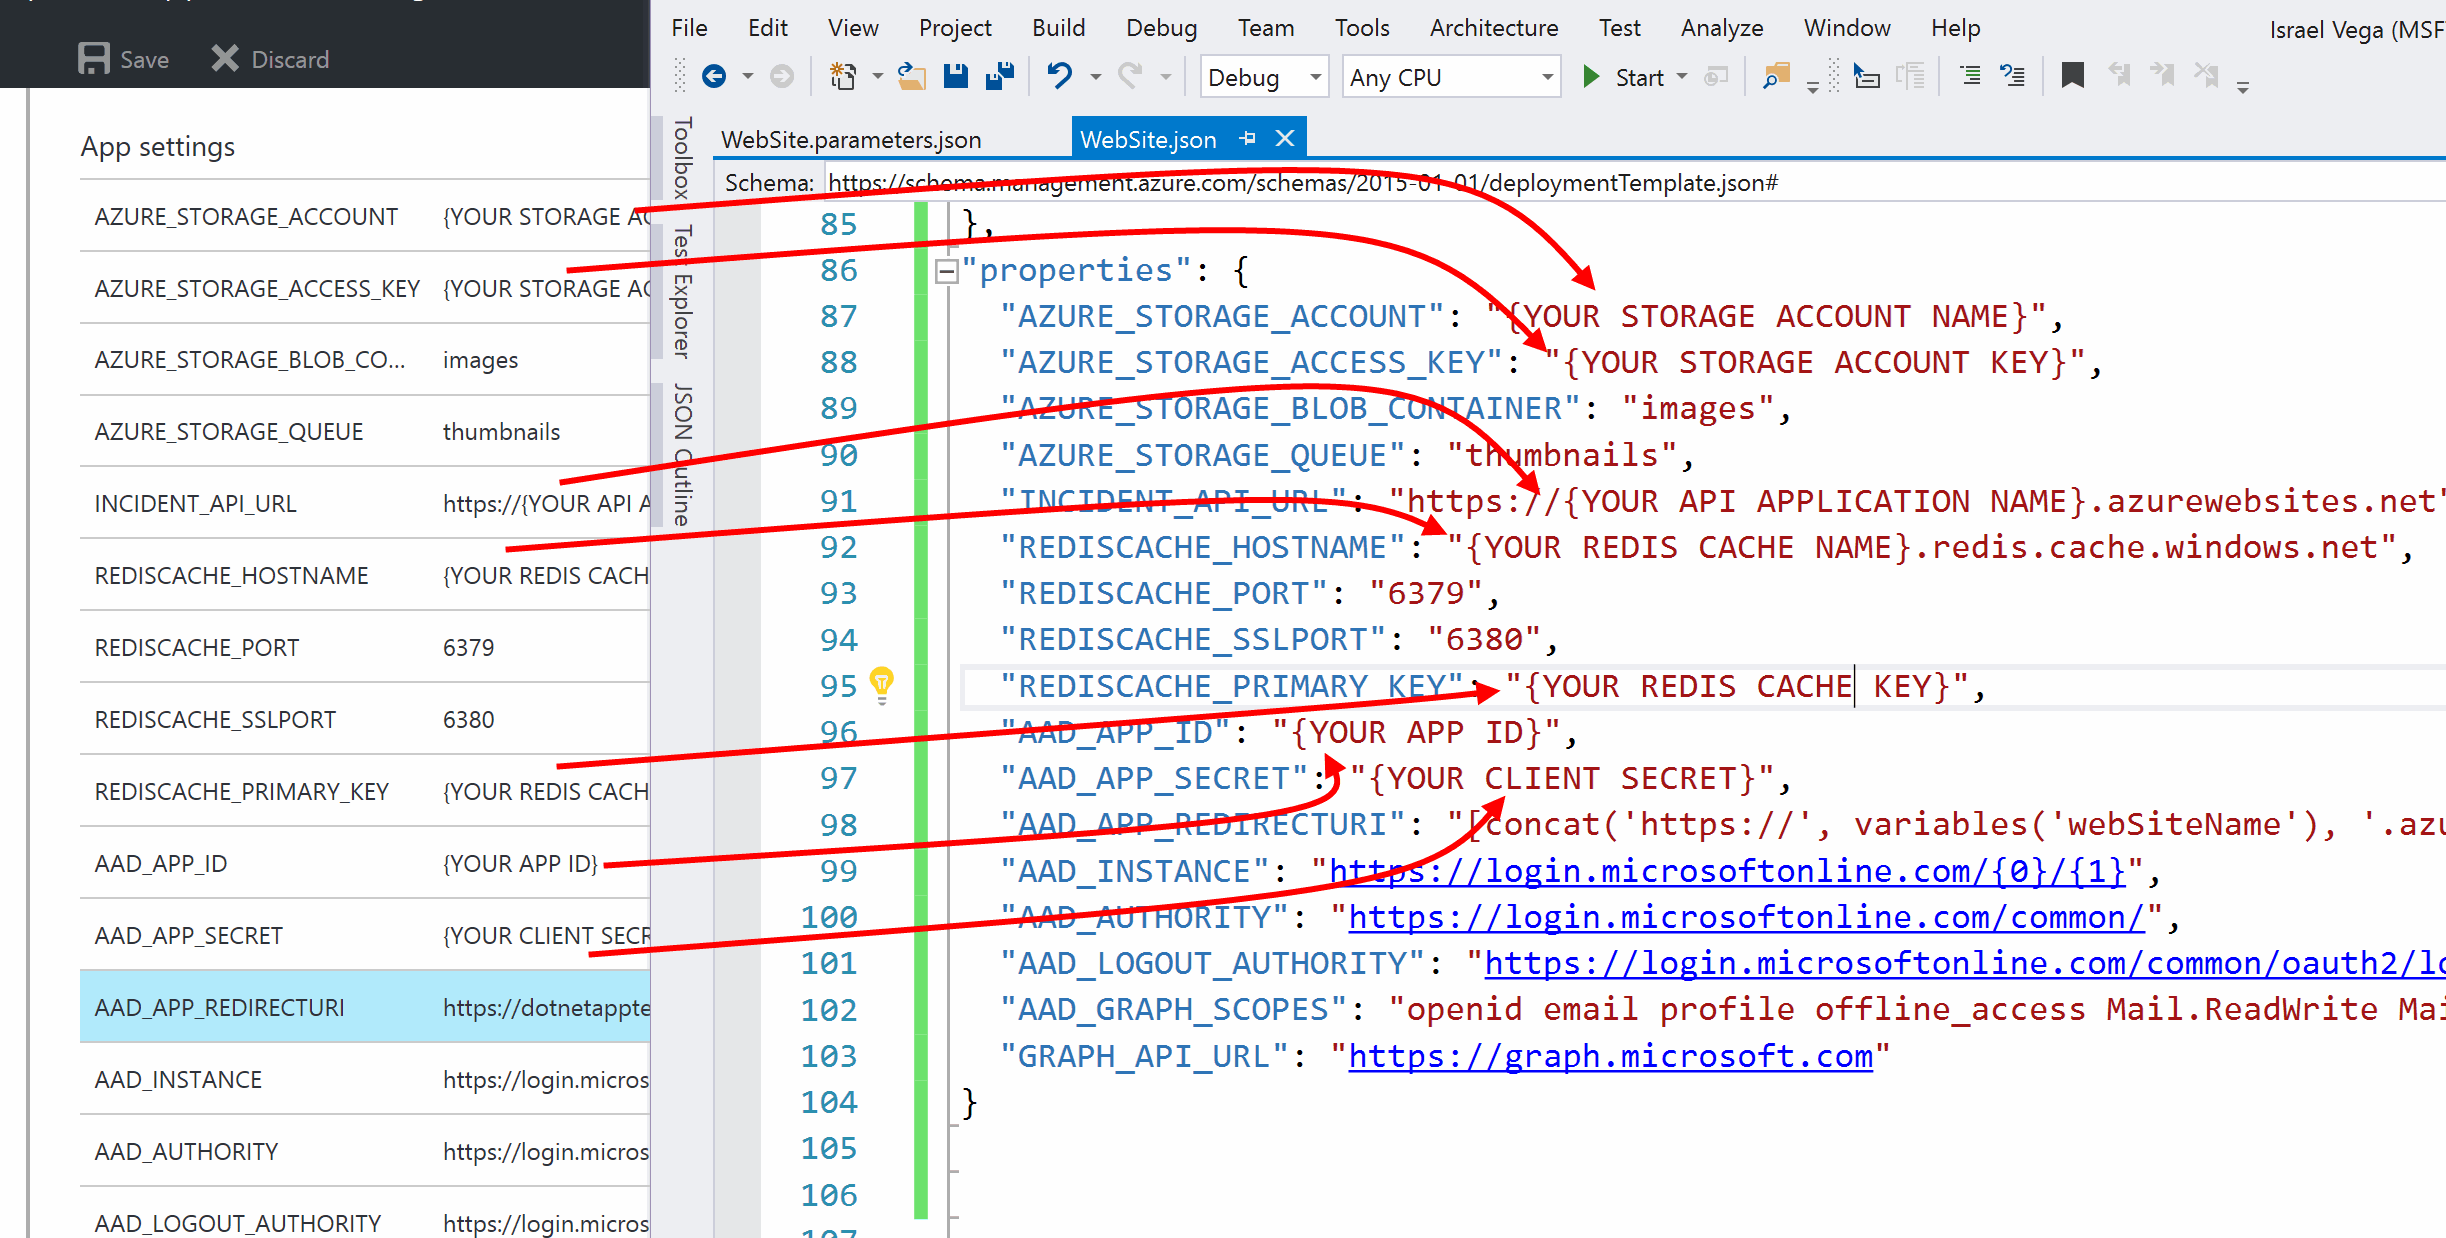 Save Discard
App settings
AZURE_STORAGE_ACCOUNT {YOUR STORAGE AC
AZURE_STORAGE_ACCESS_KEY {YOUR STORAGE AC
AZURE_STORAGE_BLOB_CO... images
AZURE_STORAGE_QUEUE thumbnails
INCIDENT_API_URL https://{YOUR API A
REDISCACHE_HOSTNAME {YOUR REDIS CACH
REDISCACHE_PORT 6379
REDISCACHE_SSLPORT 6380
REDISCACHE_PRIMARY_KEY {YOUR REDIS CACH
AAD_APP_ID {YOUR APP ID}
AAD_APP_SECRET {YOUR CLIENT SECR
AAD_APP_REDIRECTURI https://dotnetappte
AAD_INSTANCE https://login.micros
AAD_AUTHORITY https://login.micros
AAD_LOGOUT_AUTHORITY https://login.micros
File Edit View Project Build Debug Team Tools Architecture Test Analyze Window Help Israel Vega (MSF
Debug Any CPU Start
Toolbox
Test Explorer
JSON Outline
WebSite.parameters.json WebSite.json
Schema: https://schema.management.azure.com/schemas/2015-01-01/deploymentTemplate.json#
85 },
86 "properties": {
87 "AZURE_STORAGE_ACCOUNT": "{YOUR STORAGE ACCOUNT NAME}",
88 "AZURE_STORAGE_ACCESS_KEY": "{YOUR STORAGE ACCOUNT KEY}",
89 "AZURE_STORAGE_BLOB_CONTAINER": "images",
90 "AZURE_STORAGE_QUEUE": "thumbnails",
91 "INCIDENT_API_URL": "https://{YOUR API APPLICATION NAME}.azurewebsites.net"
92 "REDISCACHE_HOSTNAME": "{YOUR REDIS CACHE NAME}.redis.cache.windows.net",
93 "REDISCACHE_PORT": "6379",
94 "REDISCACHE_SSLPORT": "6380",
95 "REDISCACHE_PRIMARY_KEY": "{YOUR REDIS CACHE KEY}",
96 "AAD_APP_ID": "{YOUR APP ID}",
97 "AAD_APP_SECRET": "{YOUR CLIENT SECRET}",
98 "AAD_APP_REDIRECTURI": "[concat('https://', variables('webSiteName'), '.azu
99 "AAD_INSTANCE": "https://login.microsoftonline.com/{0}/{1}",
100 "AAD_AUTHORITY": "https://login.microsoftonline.com/common/",
101 "AAD_LOGOUT_AUTHORITY": "https://login.microsoftonline.com/common/oauth2/lo
102 "AAD_GRAPH_SCOPES": "openid email profile offline_access Mail.ReadWrite Mai
103 "GRAPH_API_URL": "https://graph.microsoft.com"
104 }
105
106
107